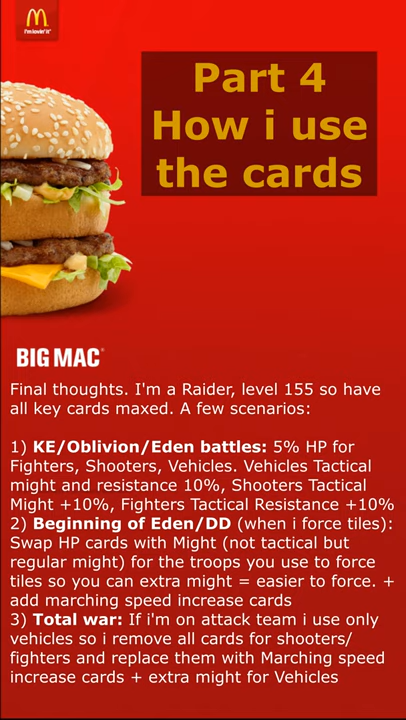 i'm lovin' it
Part 4
How i use
the cards
BIG MAC®
Final thoughts. I'm a Raider, level 155 so have
all key cards maxed. A few scenarios:
1) KE/Oblivion/Eden battles: 5% HP for
Fighters, Shooters, Vehicles. Vehicles Tactical
might and resistance 10%, Shooters Tactical
Might +10%, Fighters Tactical Resistance +10%
2) Beginning of Eden/DD (when i force tiles):
Swap HP cards with Might (not tactical but
regular might) for the troops you use to force
tiles so you can extra might = easier to force. +
add marching speed increase cards
3) Total war: If i'm on attack team i use only
vehicles so i remove all cards for shooters/
fighters and replace them with Marching speed
increase cards + extra might for Vehicles